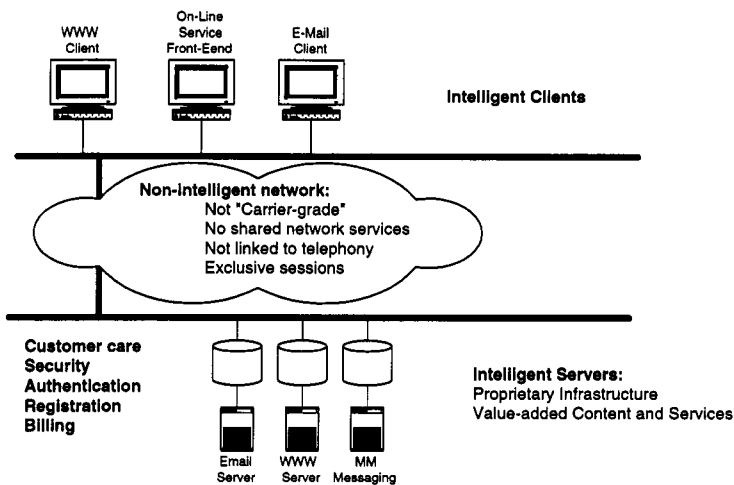 WWW
Client
On-Line
Service
Front-Eend
E-Mail
Client
Intelligent Clients
Non-intelligent network:
Not "Carrier-grade"
No shared network services
Not linked to telephony
Exclusive sessions
Customer care
Security
Authentication
Registration
Billing
Intelligent Servers:
Proprietary Infrastructure
Value-added Content and Services
Email
Server
WWW
Server
MM
Messaging